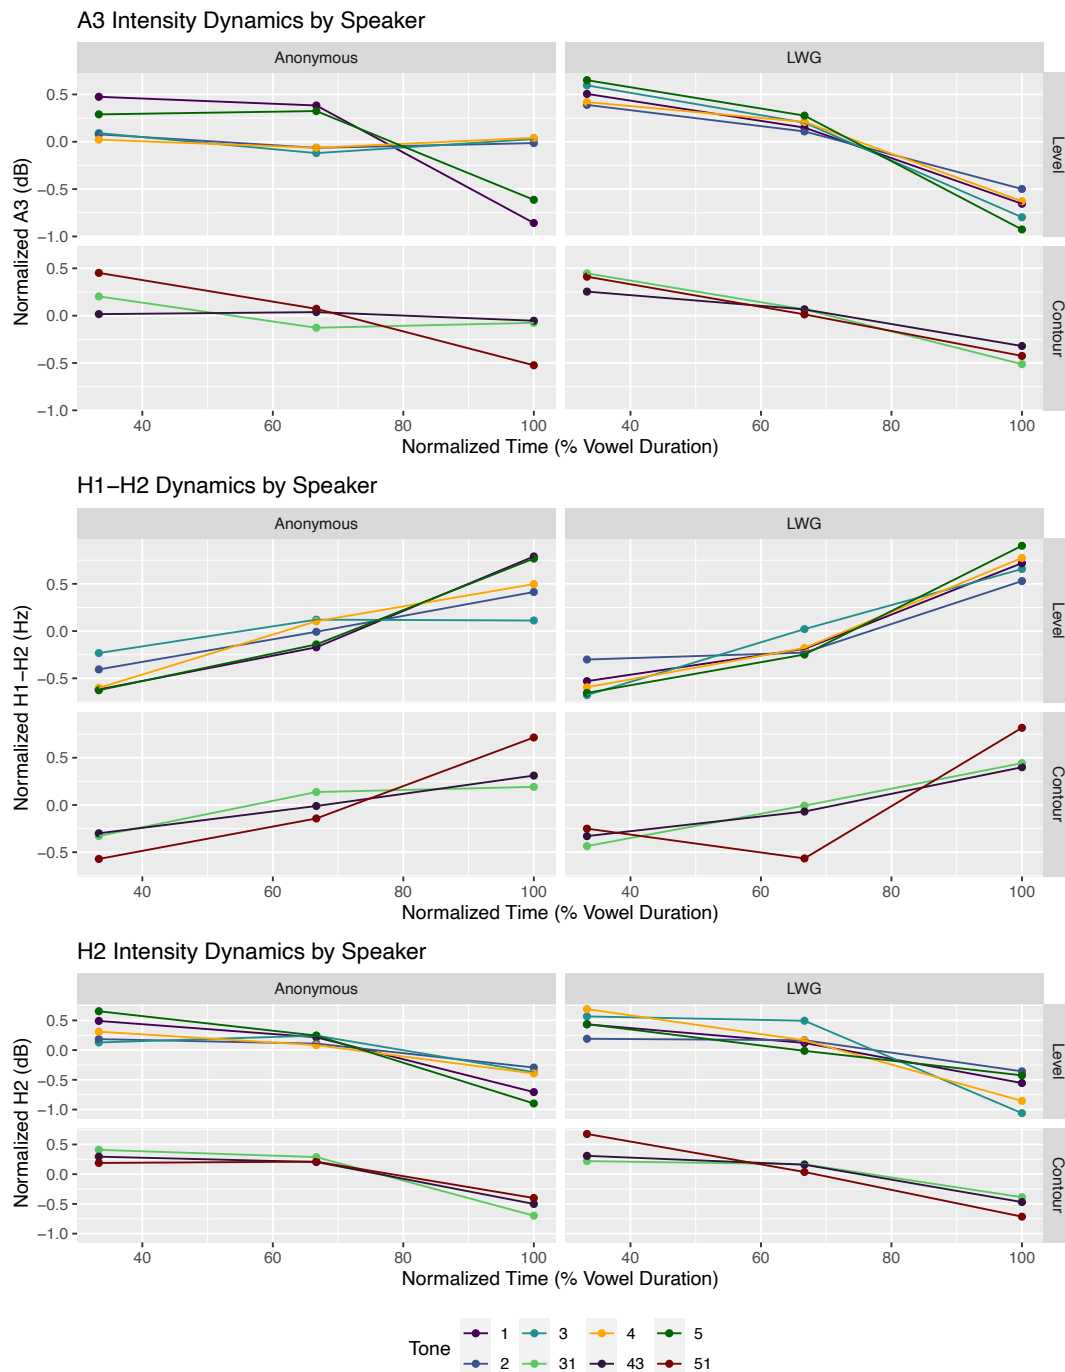 A3 Intensity Dynamics by Speaker
Anonymous LWG
0.5
0.0
−0.5
−1.0
Level
0.5
0.0
−0.5
−1.0
Contour
Normalized A3 (dB)
40 60 80 100 40 60 80 100
Normalized Time (% Vowel Duration)
H1−H2 Dynamics by Speaker
Anonymous LWG
0.5
0.0
−0.5
Level
0.5
0.0
−0.5
Contour
Normalized H1−H2 (Hz)
40 60 80 100 40 60 80 100
Normalized Time (% Vowel Duration)
H2 Intensity Dynamics by Speaker
Anonymous LWG
0.5
0.0
−0.5
−1.0
Level
0.5
0.0
−0.5
−1.0
Contour
Normalized H2 (dB)
40 60 80 100 40 60 80 100
Normalized Time (% Vowel Duration)
Tone
1 3 4 5
2 31 43 51